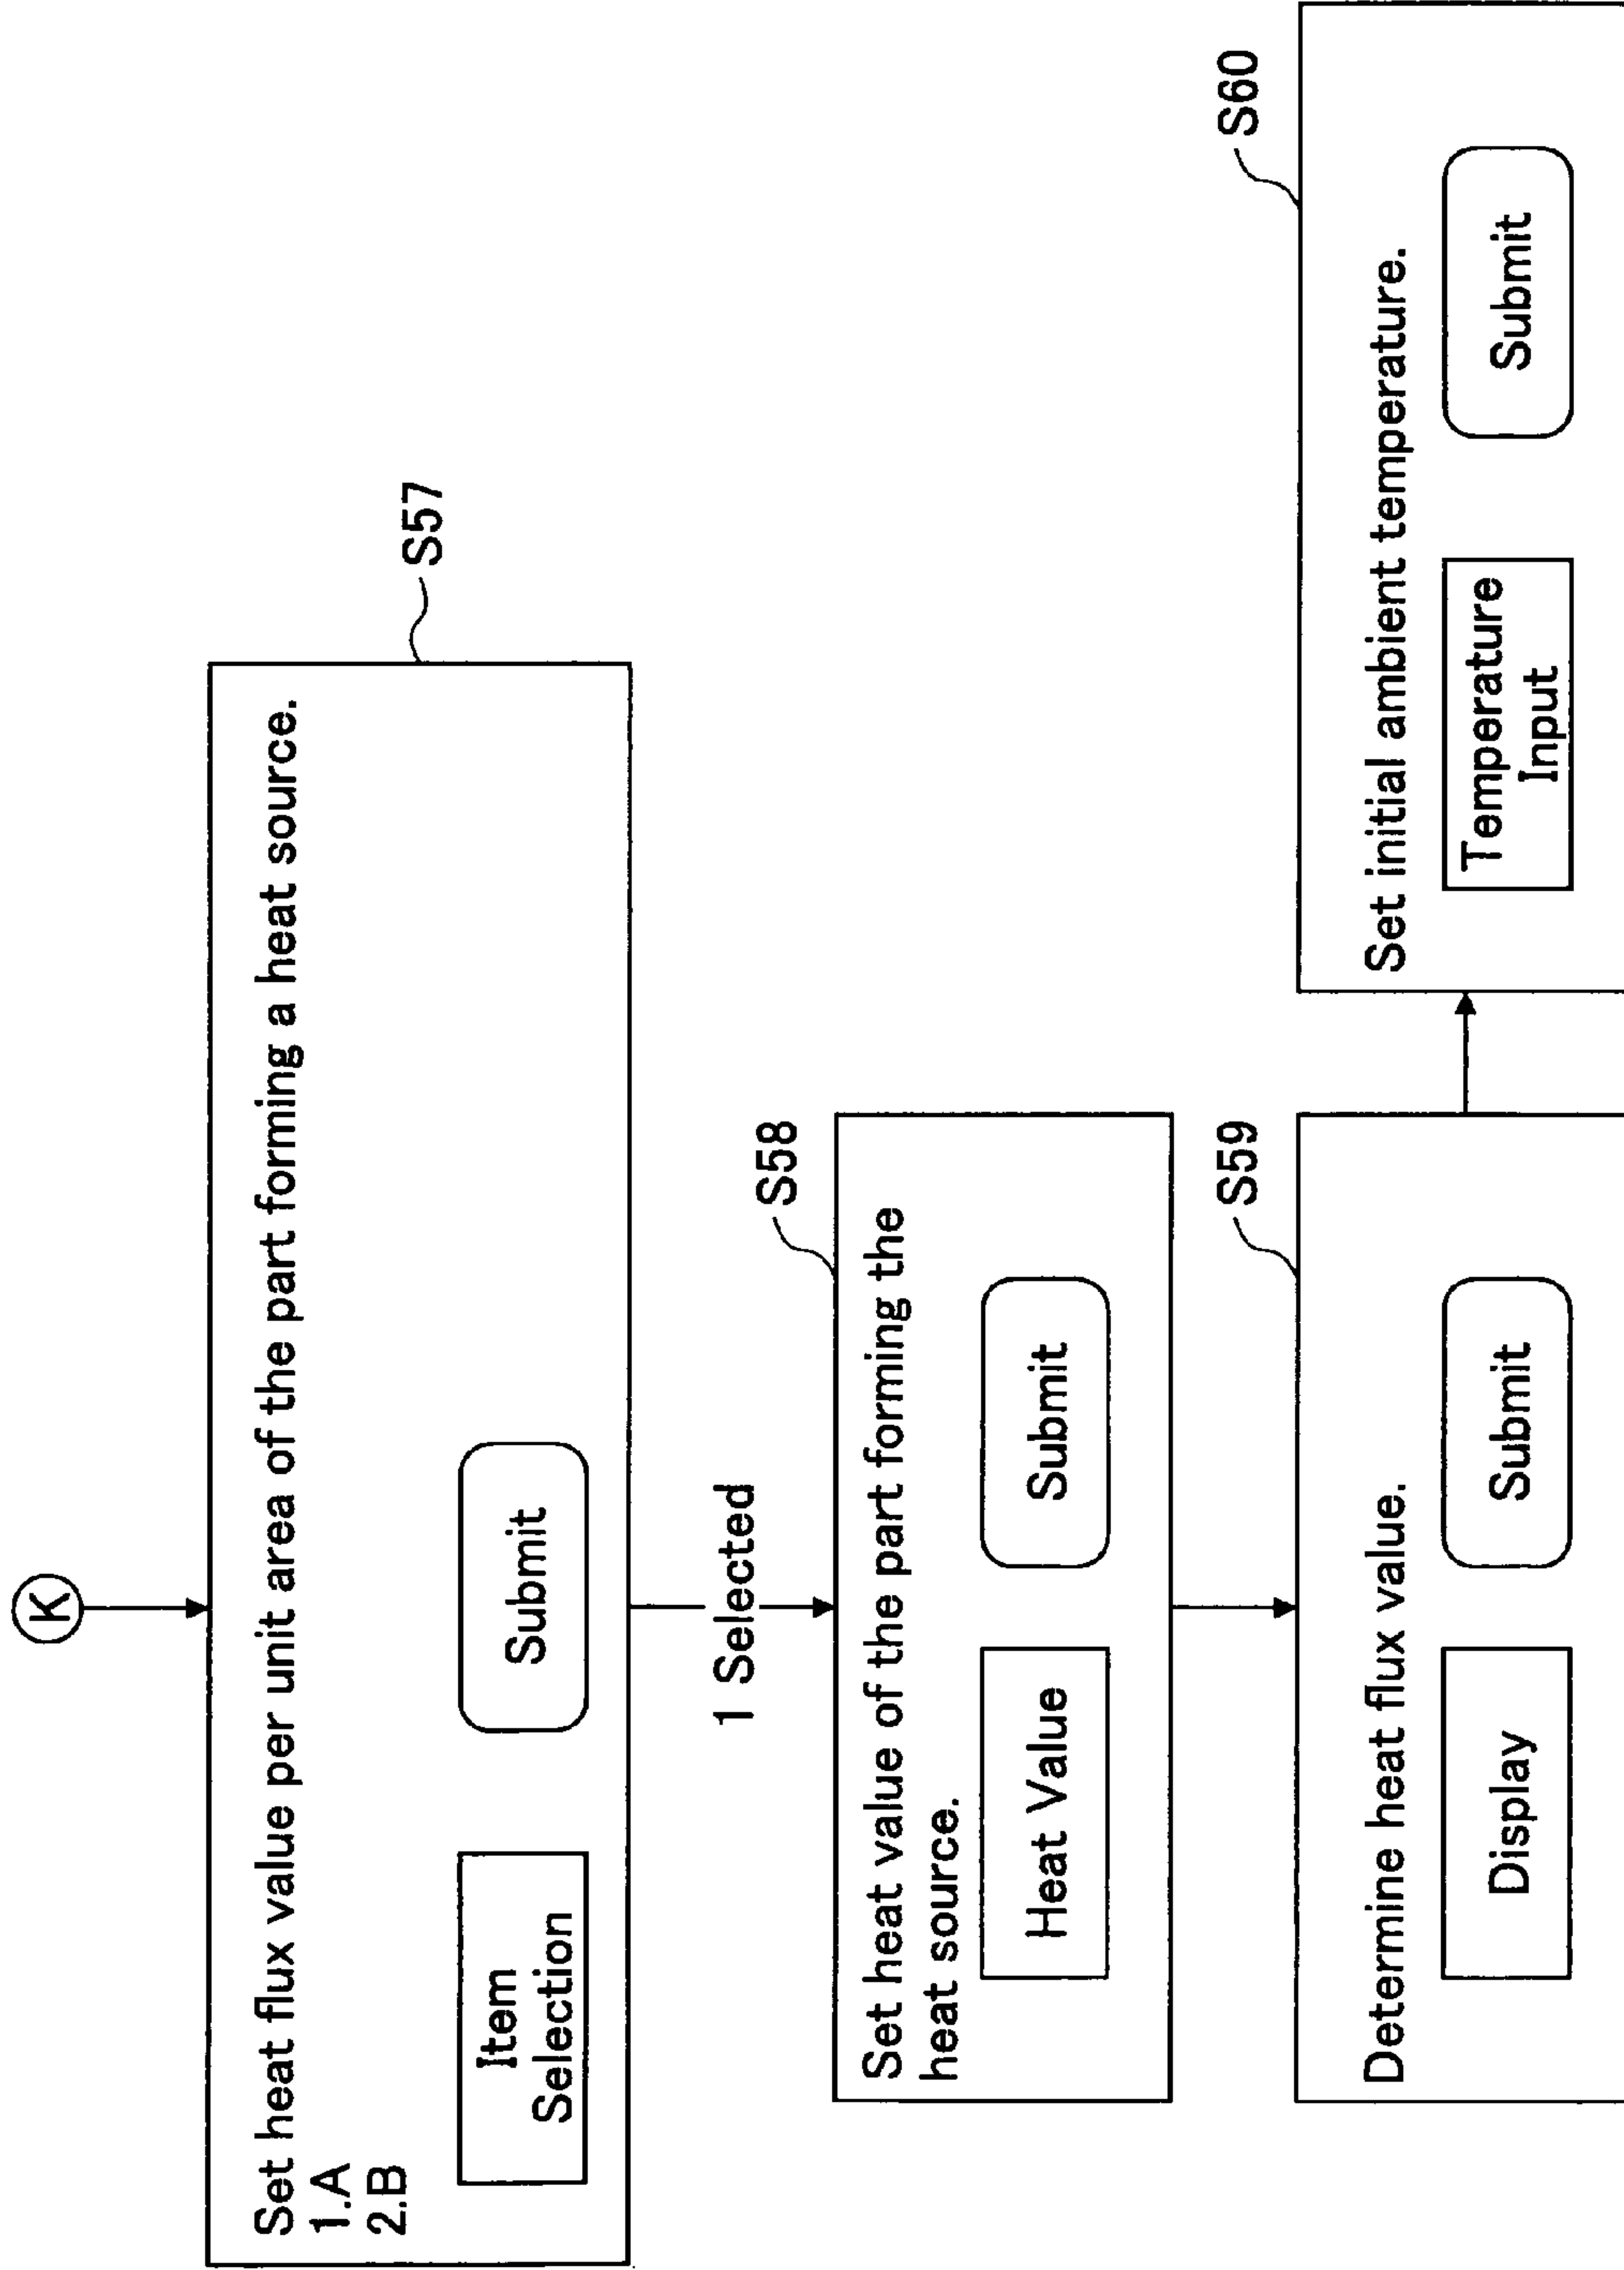 K
S57
Set heat flux value per unit area of the part forming a heat source.
1.A
2.B
Item
Selection
Submit
1 Selected
S58
Set heat value of the part forming the
heat source.
Heat Value
Submit
S59
Determine heat flux value.
Display
Submit
S60
Set initial ambient temperature.
Temperature
Input
Submit